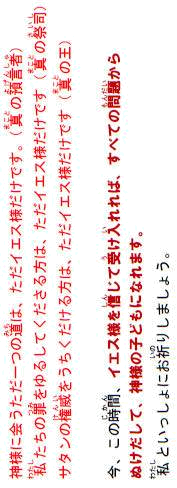 神様に会うただ一つの道は、ただイエス様だけです。（真の預言者）
私たちの罪をゆるしてくださる方は、ただイエス様だけです（真の祭司）
サタンの権威をうちくだける方は、ただイエス様だけです（真の王）
今、この時間、イエス様を信じて受け入れれば、すべての問題から
ぬけだして、神様の子どもになれます。
私といっしょにお祈りしましょう。